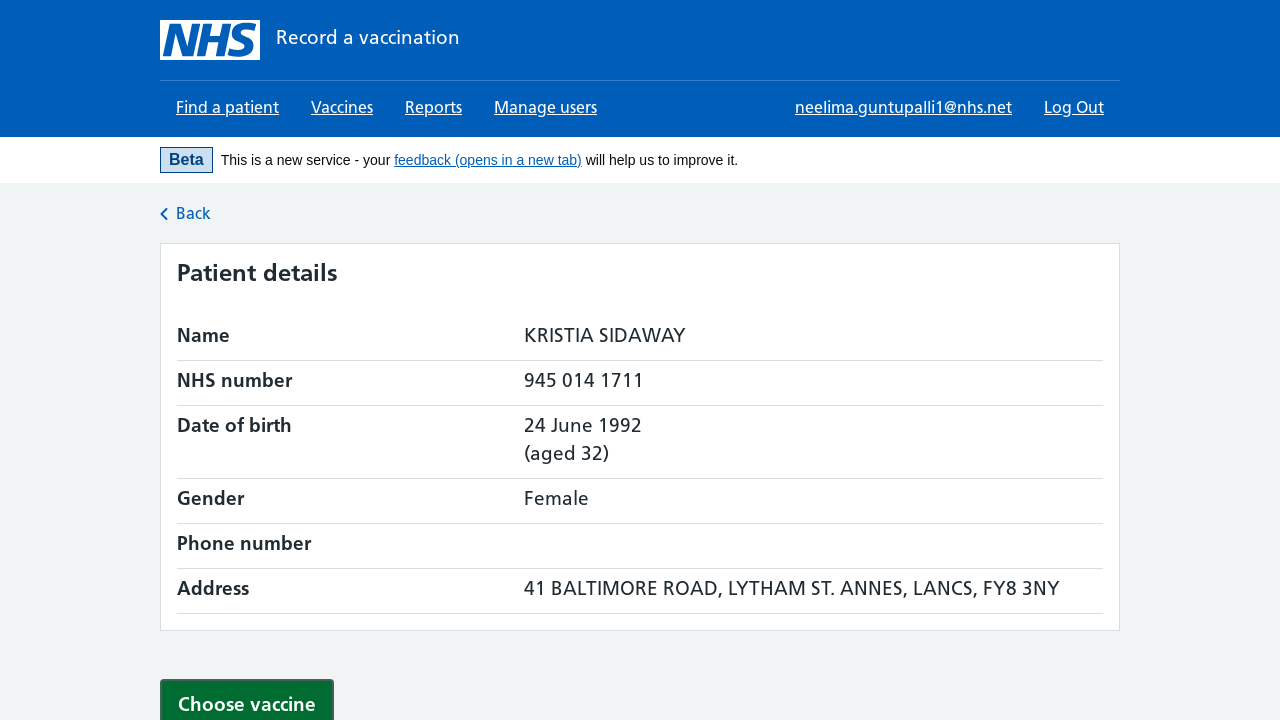 NHS Record a vaccination
Find a patient Vaccines Reports Manage users neelima.guntupalli1@nhs.net Log Out
Beta This is a new service - your feedback (opens in a new tab) will help us to improve it.
Back
Patient details
Name KRISTIA SIDAWAY
NHS number 945 014 1711
Date of birth 24 June 1992
(aged 32)
Gender Female
Phone number
Address 41 BALTIMORE ROAD, LYTHAM ST. ANNES, LANCS, FY8 3NY
Choose vaccine